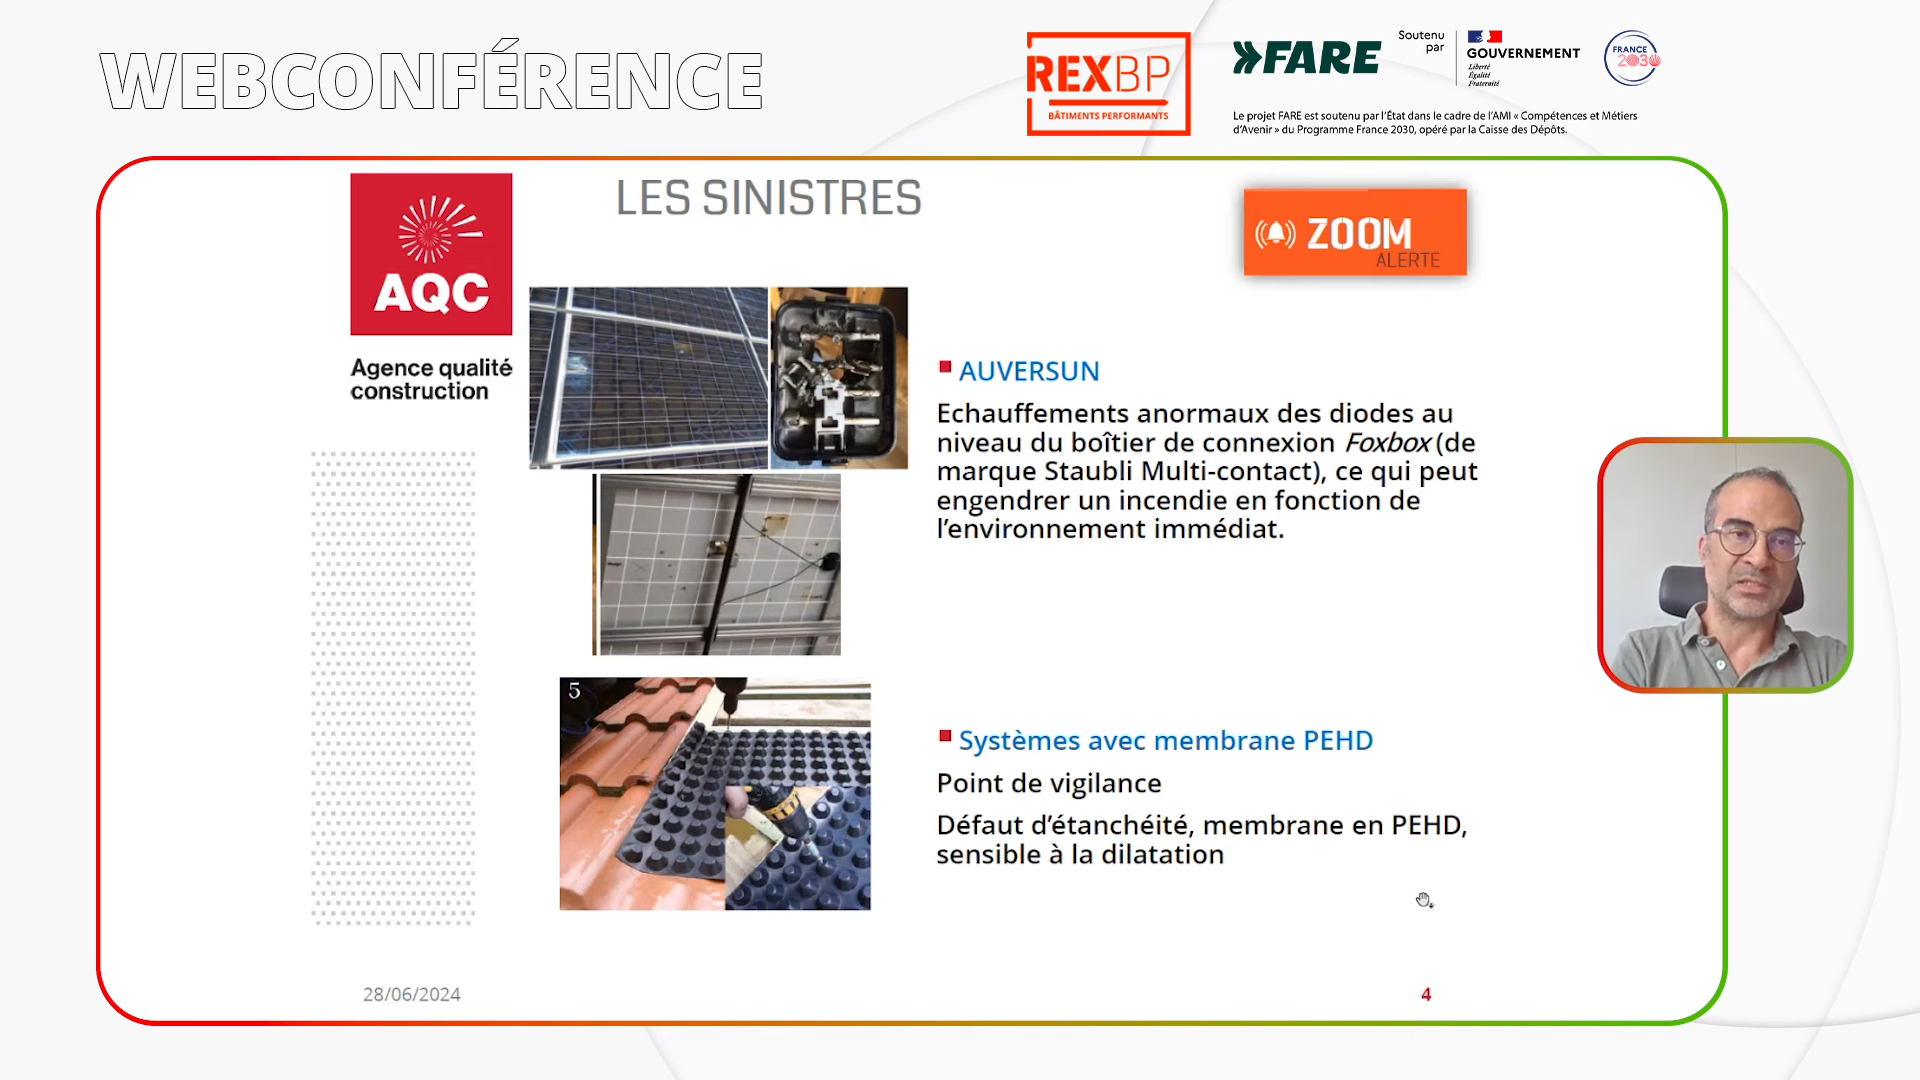 WEBCONFÉRENCE
REXBP
BÂTIMENTS PERFORMANTS
FARE
Soutenu
par
GOUVERNEMENT
Liberté
Égalité
Fraternité
FRANCE
2030
Le projet FARE est soutenu par l'État dans le cadre de l'AMI « Compétences et Métiers
d'Avenir » du Programme France 2030, opéré par la Caisse des Dépôts.
AQC
Agence qualité
construction
LES SINISTRES
ZOOM
ALERTE
AUVERSUN
Echauffements anormaux des diodes au
niveau du boîtier de connexion Foxbox (de
marque Staubli Multi-contact), ce qui peut
engendrer un incendie en fonction de
l'environnement immédiat.
5
Systèmes avec membrane PEHD
Point de vigilance
Défaut d'étanchéité, membrane en PEHD,
sensible à la dilatation
28/06/2024
4